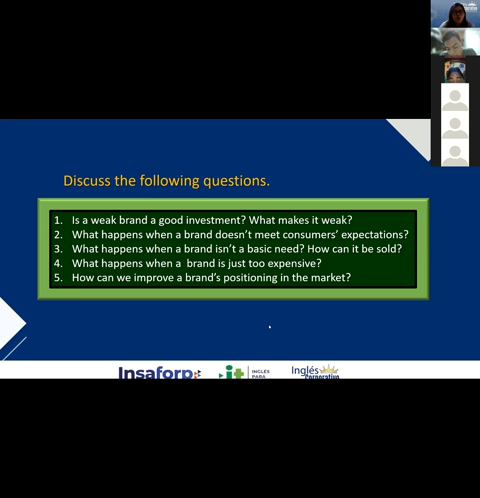 Discuss the following questions.
1. Is a weak brand a good investment? What makes it weak?
2. What happens when a brand doesn't meet consumers' expectations?
3. What happens when a brand isn't a basic need? How can it be sold?
4. What happens when a brand is just too expensive?
5. How can we improve a brand's positioning in the market?
Insaforp
it
INGLÉS
PARA
Inglés
Corporativo